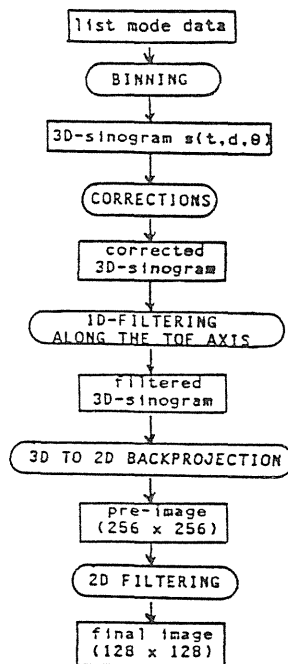 list mode data
BINNING
3D-sinogram s(t,d,θ)
CORRECTIONS
corrected
3D-sinogram
1D-FILTERING
ALONG THE TOF AXIS
filtered
3D-sinogram
3D TO 2D BACKPROJECTION
pre-image
(256 x 256)
2D FILTERING
final image
(128 x 128)